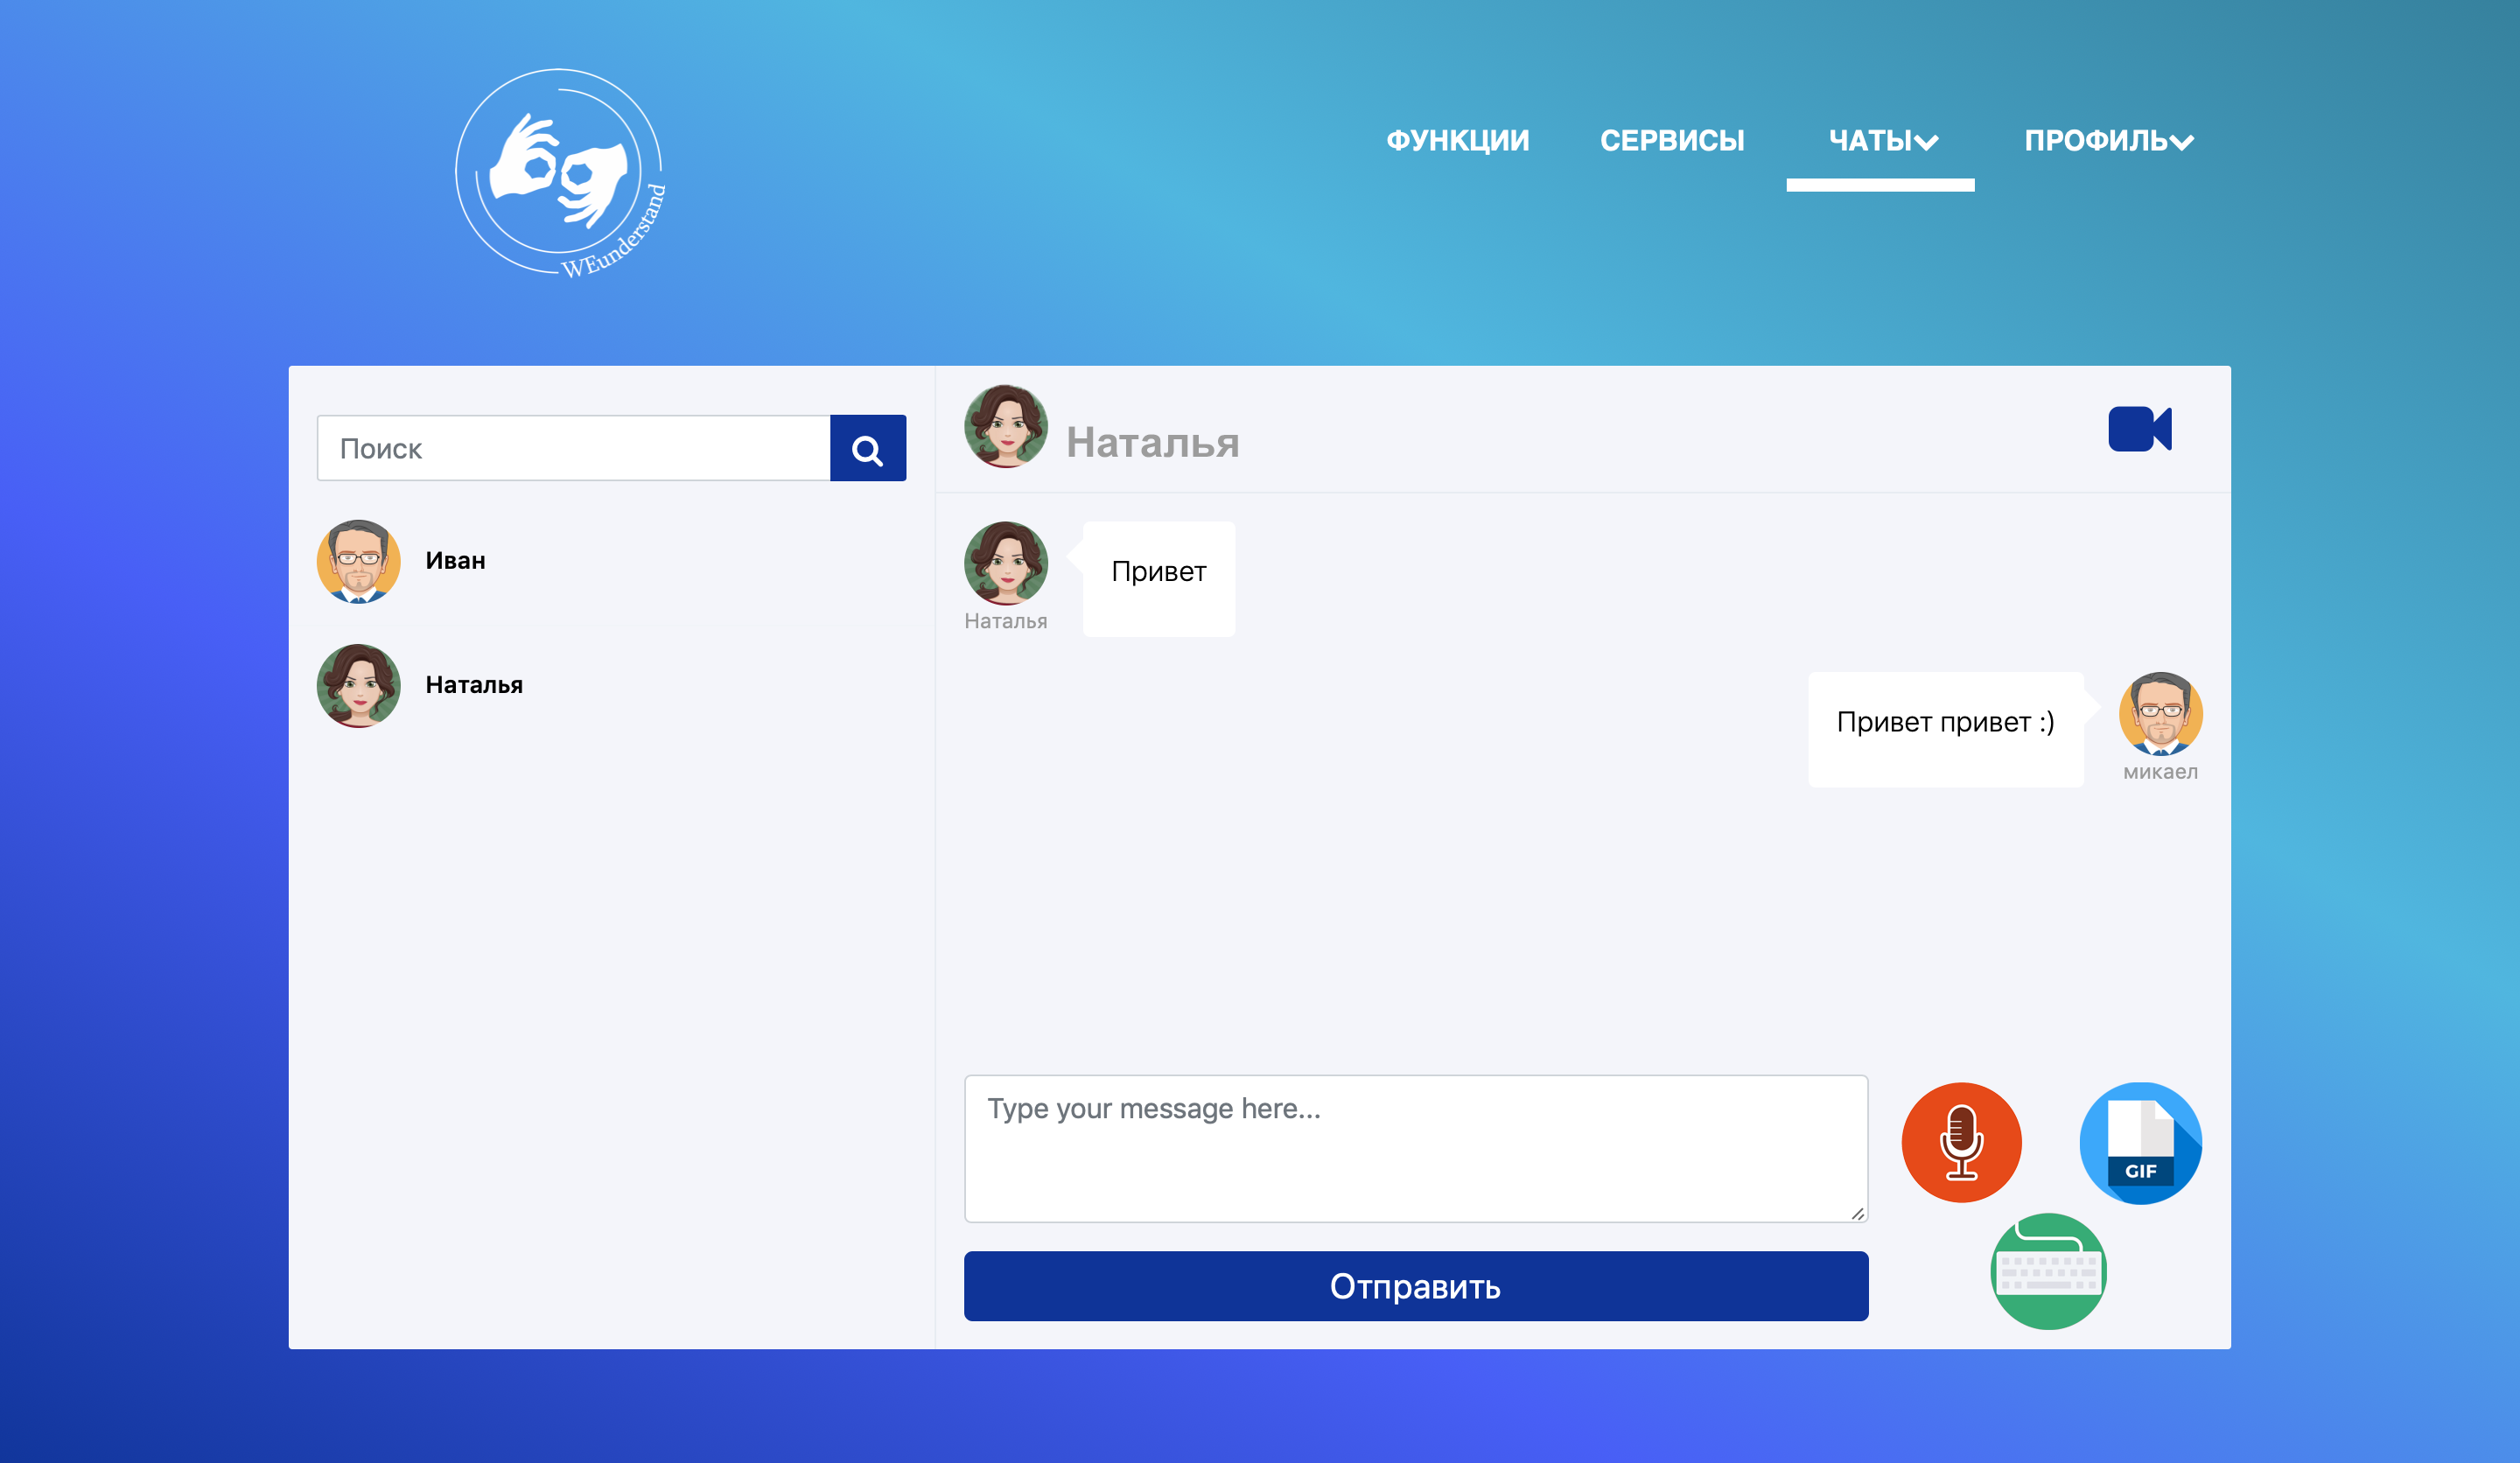 WEunderstand
ФУНКЦИИ СЕРВИСЫ ЧАТЫ ПРОФИЛЬ
Поиск
Иван
Наталья
Наталья
Привет
Наталья
Привет привет :)
микаел
Type your message here...
GIF
Отправить